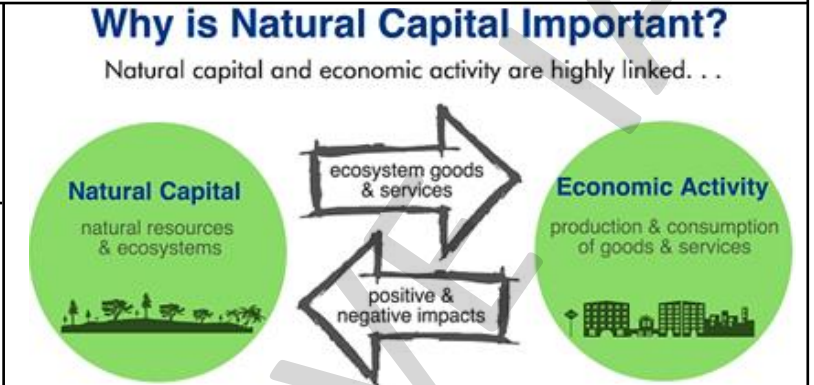 Why is Natural Capital Important?
Natural capital and economic activity are highly linked. . .
Natural Capital
natural resources
& ecosystems
ecosystem goods
& services
positive &
negative impacts
Economic Activity
production & consumption
of goods & services